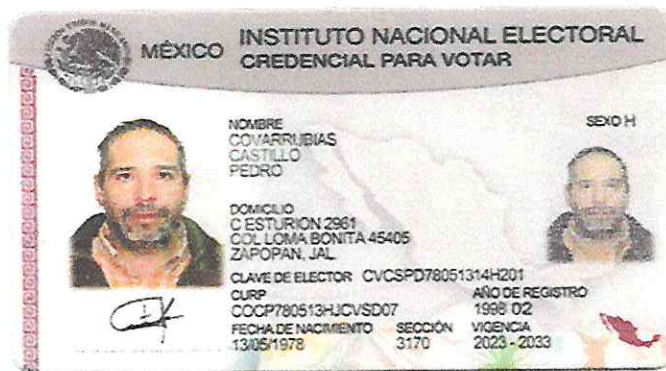 MÉXICO INSTITUTO NACIONAL ELECTORAL
CREDENCIAL PARA VOTAR
NOMBRE
COVARRUBIAS
CASTILLO
PEDRO
SEXO H
DOMICILIO
C ESTURION 2961
COL LOMA BONITA 45405
ZAPOPAN, JAL.
CLAVE DE ELECTOR CVCSPD78051314H201
CURP
COCP780513HJCVSD07
AÑO DE REGISTRO
1998 02
FECHA DE NACIMIENTO
13/05/1978
SECCIÓN
3170
VIGENCIA
2023 - 2033